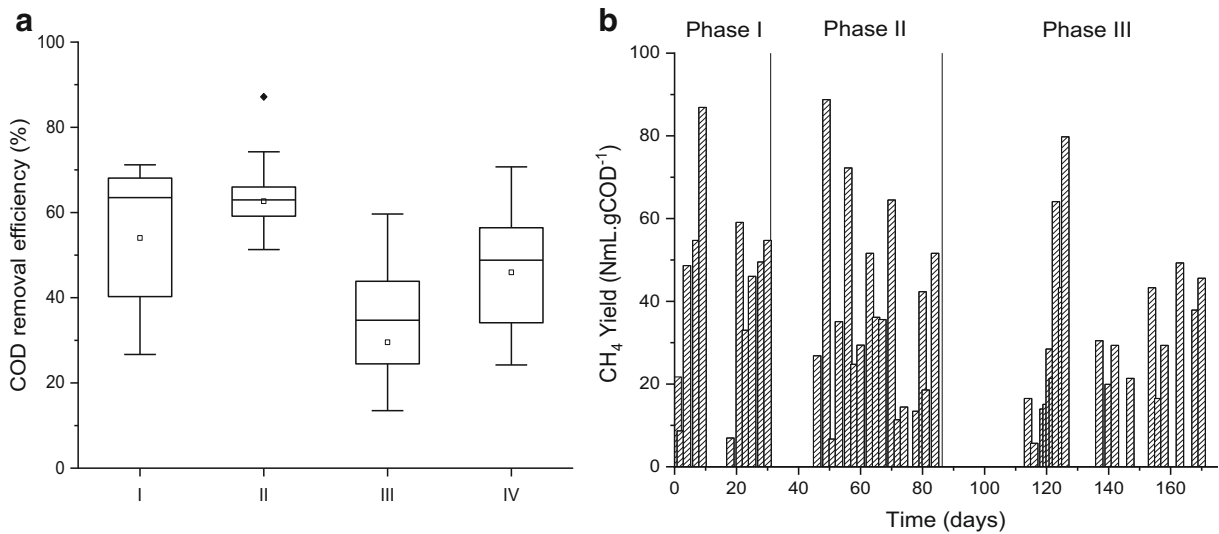 a
COD removal efficiency (%)
100
80
60
40
20
0
I
II
III
IV
b
Phase I
Phase II
Phase III
CH₄ Yield (NmL.gCOD⁻¹)
100
80
60
40
20
0
0
20
40
60
80
100
120
140
160
Time (days)